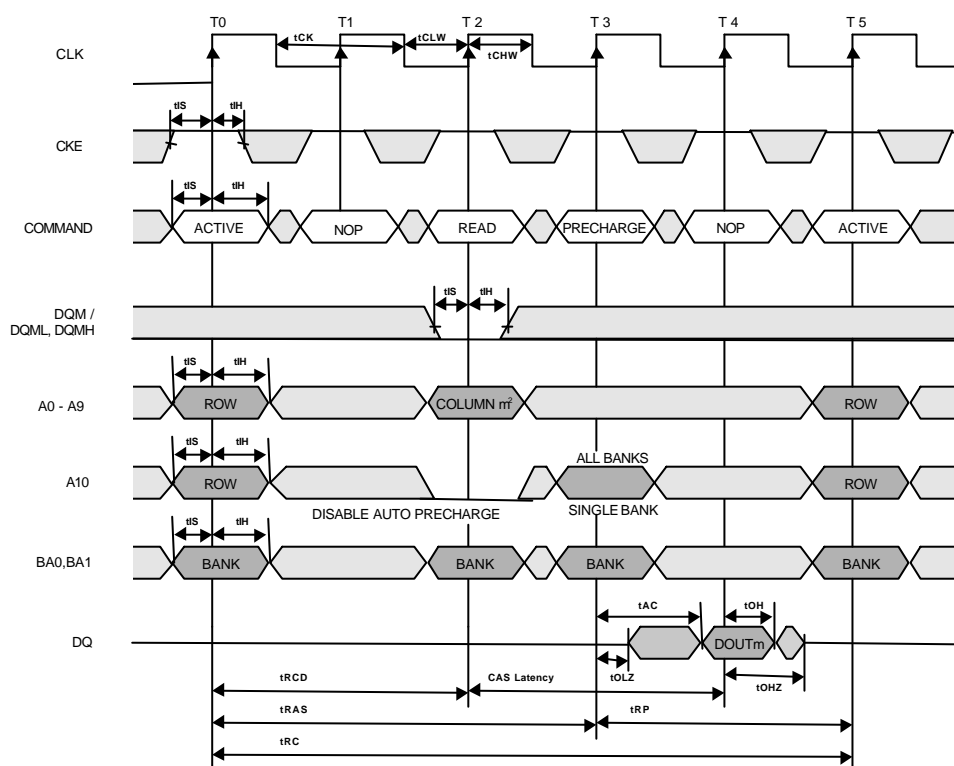 T0 T1 T 2 T 3 T 4 T 5
CLK
tCK tCLW tCHW
tIS tIH
CKE
tIS tIH
COMMAND ACTIVE NOP READ PRECHARGE NOP ACTIVE
tIS tIH
DQM /
DQML, DQMH
tIS tIH
A0 - A9 ROW COLUMN m² ROW
tIS tIH
ALL BANKS
A10 ROW ROW
DISABLE AUTO PRECHARGE SINGLE BANK
tIS tIH
BA0,BA1 BANK BANK BANK BANK
tAC tOH
DQ DOUTm
tOLZ tOHZ
tRCD CAS Latency
tRAS tRP
tRC